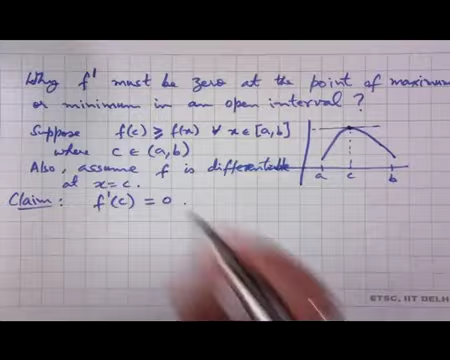 Why f' must be zero at the point of maximum
or minimum in an open interval ?
Suppose f(c) ⩾ f(x) ∀ x ∈ [a,b]
where c ∈ (a,b)
Also, assume f is differentiable
at x = c.
a c b
Claim : f'(c) = 0 .
ETSC, IIT DELH